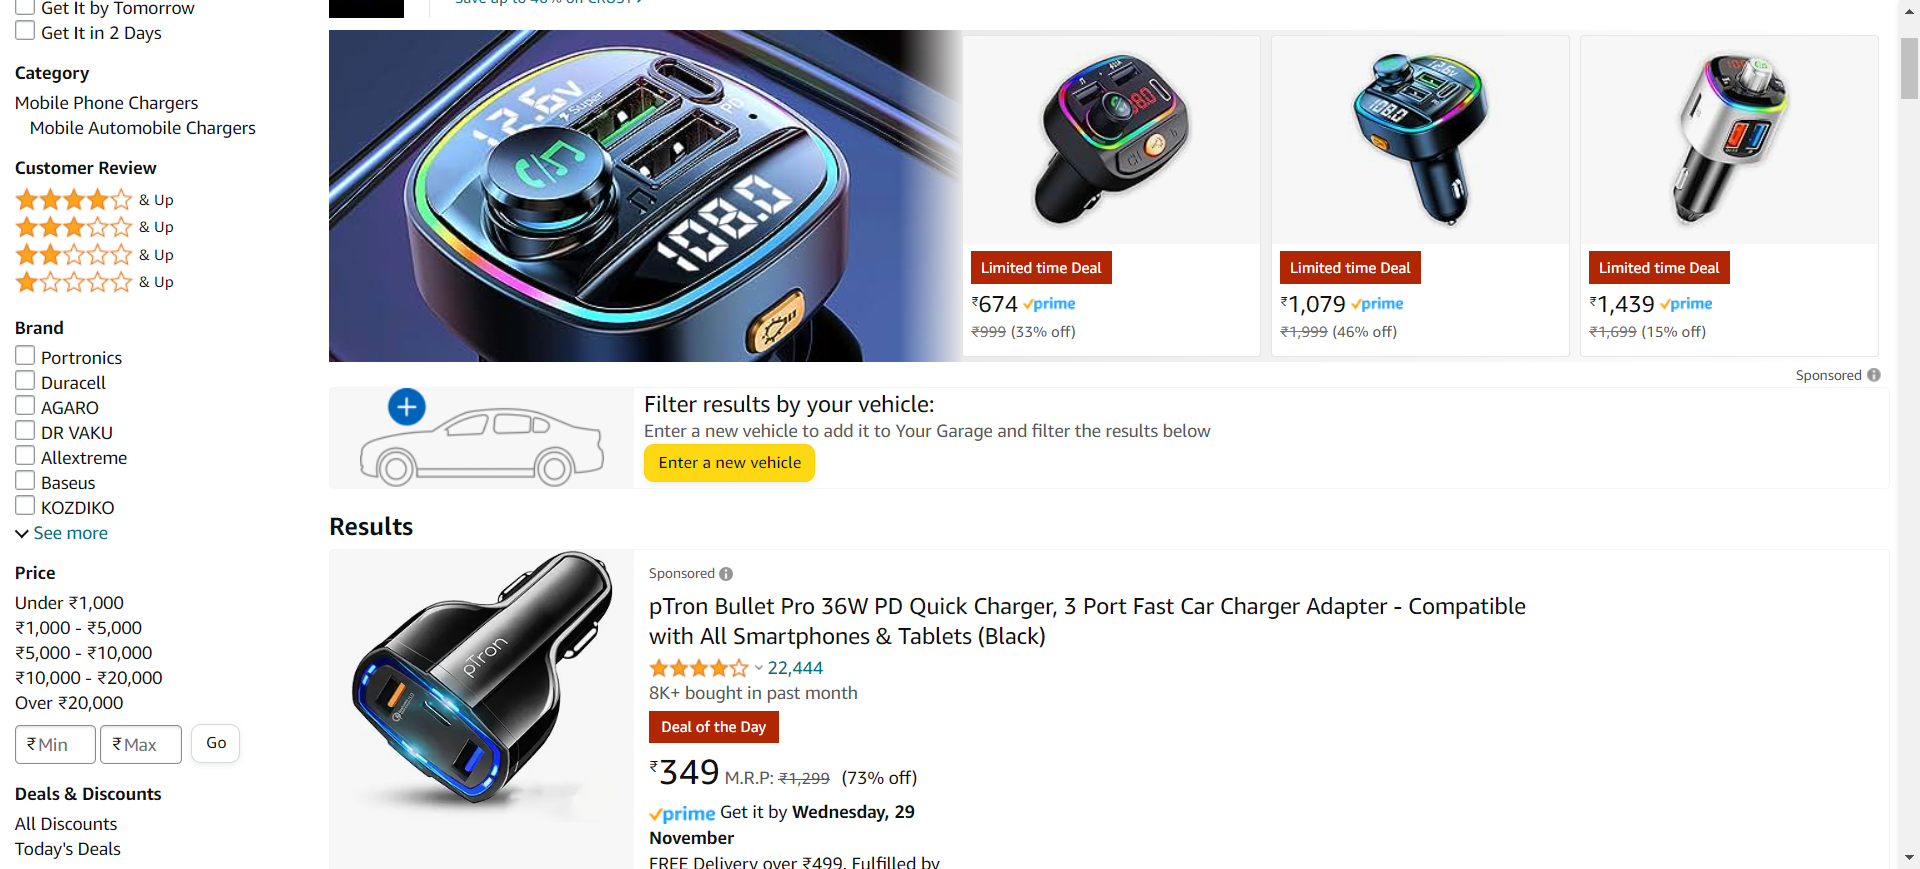 Get It by Tomorrow
Get It in 2 Days
Category
Mobile Phone Chargers
Mobile Automobile Chargers
Customer Review
& Up
& Up
& Up
& Up
Brand
Portronics
Duracell
AGARO
DR VAKU
Allextreme
Baseus
KOZDIKO
See more
Price
Under ₹1,000
₹1,000 - ₹5,000
₹5,000 - ₹10,000
₹10,000 - ₹20,000
Over ₹20,000
₹ Min ₹ Max Go
Deals & Discounts
All Discounts
Today's Deals
12.6v
Super
PD
108.0
Limited time Deal
₹674 prime
₹999 (33% off)
Limited time Deal
₹1,079 prime
₹1,999 (46% off)
Limited time Deal
₹1,439 prime
₹1,699 (15% off)
Sponsored
Filter results by your vehicle:
Enter a new vehicle to add it to Your Garage and filter the results below
Enter a new vehicle
Results
pTron
Sponsored
pTron Bullet Pro 36W PD Quick Charger, 3 Port Fast Car Charger Adapter - Compatible
with All Smartphones & Tablets (Black)
22,444
8K+ bought in past month
Deal of the Day
₹349 M.R.P: ₹1,299 (73% off)
prime Get it by Wednesday, 29
November
FREE Delivery over ₹499. Fulfilled by